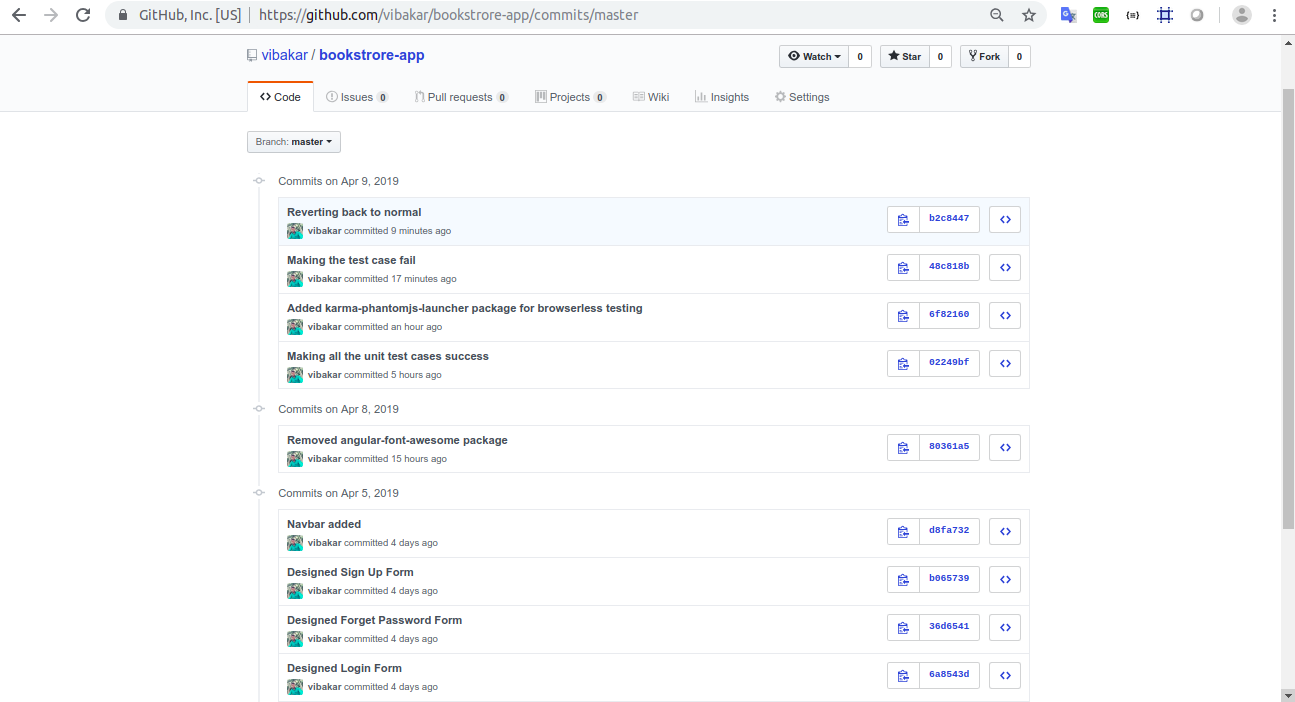 GitHub, Inc. [US] https://github.com/vibakar/bookstrore-app/commits/master
CORS
vibakar / bookstrore-app
Watch 0 Star 0 Fork 0
Code Issues 0 Pull requests 0 Projects 0 Wiki Insights Settings
Branch: master
Commits on Apr 9, 2019
Reverting back to normal
b2c8447
vibakar committed 9 minutes ago
Making the test case fail
48c818b
vibakar committed 17 minutes ago
Added karma-phantomjs-launcher package for browserless testing
6f82160
vibakar committed an hour ago
Making all the unit test cases success
02249bf
vibakar committed 5 hours ago
Commits on Apr 8, 2019
Removed angular-font-awesome package
80361a5
vibakar committed 15 hours ago
Commits on Apr 5, 2019
Navbar added
d8fa732
vibakar committed 4 days ago
Designed Sign Up Form
b065739
vibakar committed 4 days ago
Designed Forget Password Form
36d6541
vibakar committed 4 days ago
Designed Login Form
6a8543d
vibakar committed 4 days ago